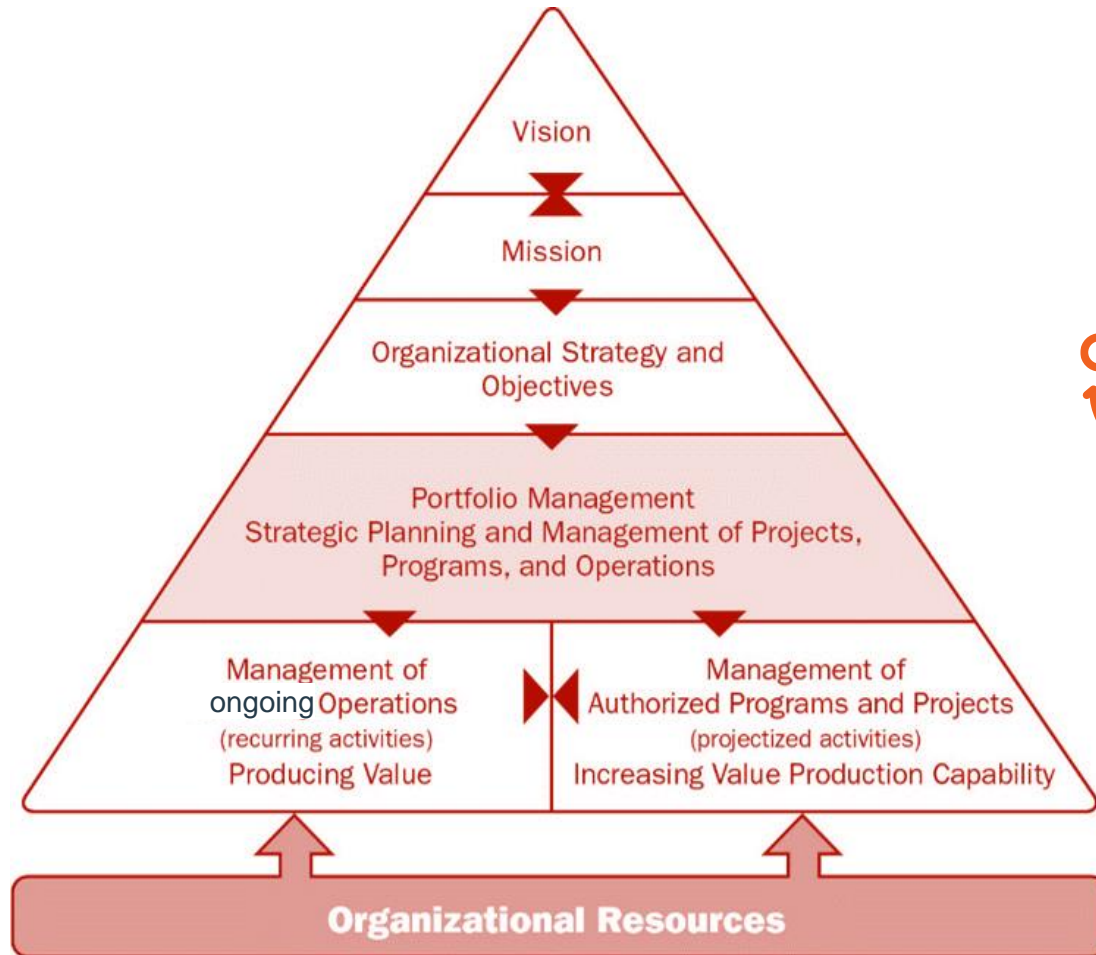 Vision
Mission
Organizational Strategy and
Objectives
Portfolio Management
Strategic Planning and Management of Projects,
Programs, and Operations
Management of
ongoing Operations
(recurring activities)
Producing Value
Management of
Authorized Programs and Projects
(projectized activities)
Increasing Value Production Capability
Organizational Resources